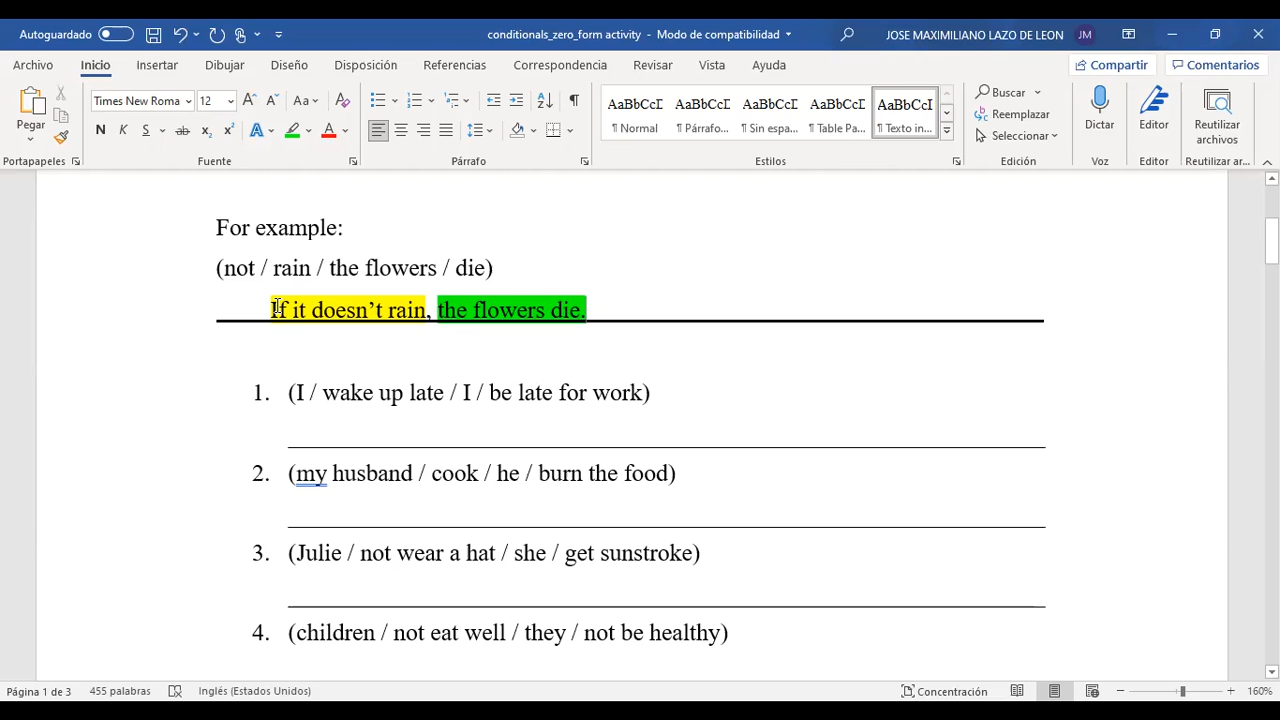 Autoguardado
conditionals_zero_form activity - Modo de compatibilidad
JOSE MAXIMILIANO LAZO DE LEON JM
Archivo Inicio Insertar Dibujar Diseño Disposición Referencias Correspondencia Revisar Vista Ayuda Compartir Comentarios
Pegar
Times New Roma 12
N K S ab x₂ x² A A
AaBbCcI AaBbCcI AaBbCcI AaBbCcI AaBbCcI
¶ Normal ¶ Párrafo... ¶ Sin espa... ¶ Table Pa... ¶ Texto in...
Buscar
Reemplazar
Seleccionar
Dictar
Editor
Reutilizar archivos
Portapapeles Fuente Párrafo Estilos Edición Voz Editor Reutilizar ar...
For example:
(not / rain / the flowers / die)
If it doesn’t rain, the flowers die.
1. (I / wake up late / I / be late for work)
2. (my husband / cook / he / burn the food)
3. (Julie / not wear a hat / she / get sunstroke)
4. (children / not eat well / they / not be healthy)
Página 1 de 3 455 palabras Inglés (Estados Unidos) Concentración 160%